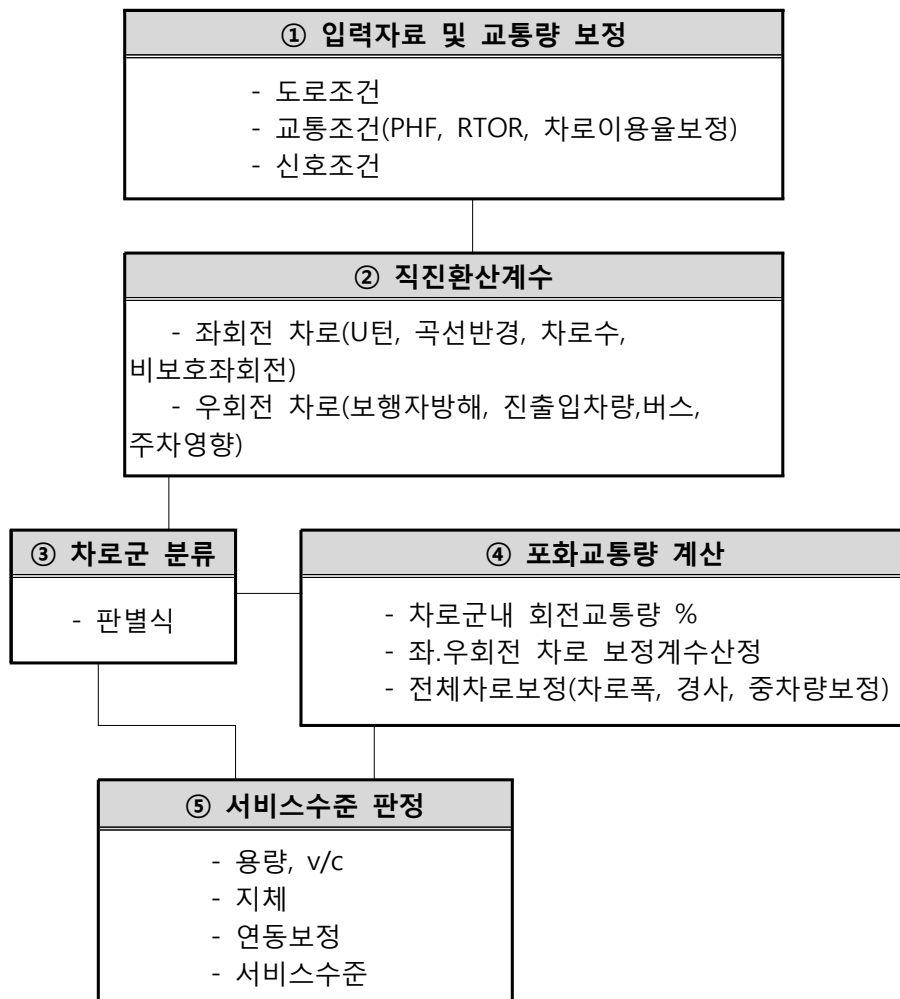 ① 입력자료 및 교통량 보정
- 도로조건
- 교통조건(PHF, RTOR, 차로이용율보정)
- 신호조건
② 직진환산계수
- 좌회전 차로(U턴, 곡선반경, 차로수,
비보호좌회전)
- 우회전 차로(보행자방해, 진출입차량,버스,
주차영향)
③ 차로군 분류
- 판별식
④ 포화교통량 계산
- 차로군내 회전교통량 %
- 좌.우회전 차로 보정계수산정
- 전체차로보정(차로폭, 경사, 중차량보정)
⑤ 서비스수준 판정
- 용량, v/c
- 지체
- 연동보정
- 서비스수준